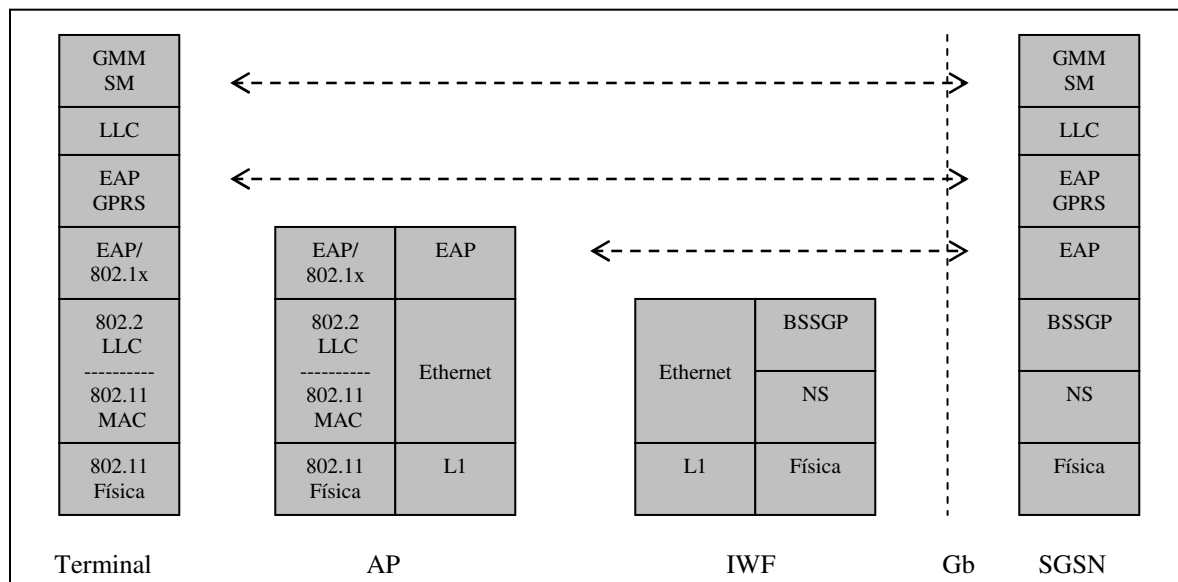 GMM
SM
LLC
EAP
GPRS
EAP/
802.1x
802.2
LLC
----------
802.11
MAC
802.11
Física
Terminal
EAP/
802.1x
EAP
802.2
LLC
----------
802.11
MAC
Ethernet
802.11
Física
L1
AP
Ethernet
BSSGP
NS
L1
Física
IWF
Gb
GMM
SM
LLC
EAP
GPRS
EAP
BSSGP
NS
Física
SGSN